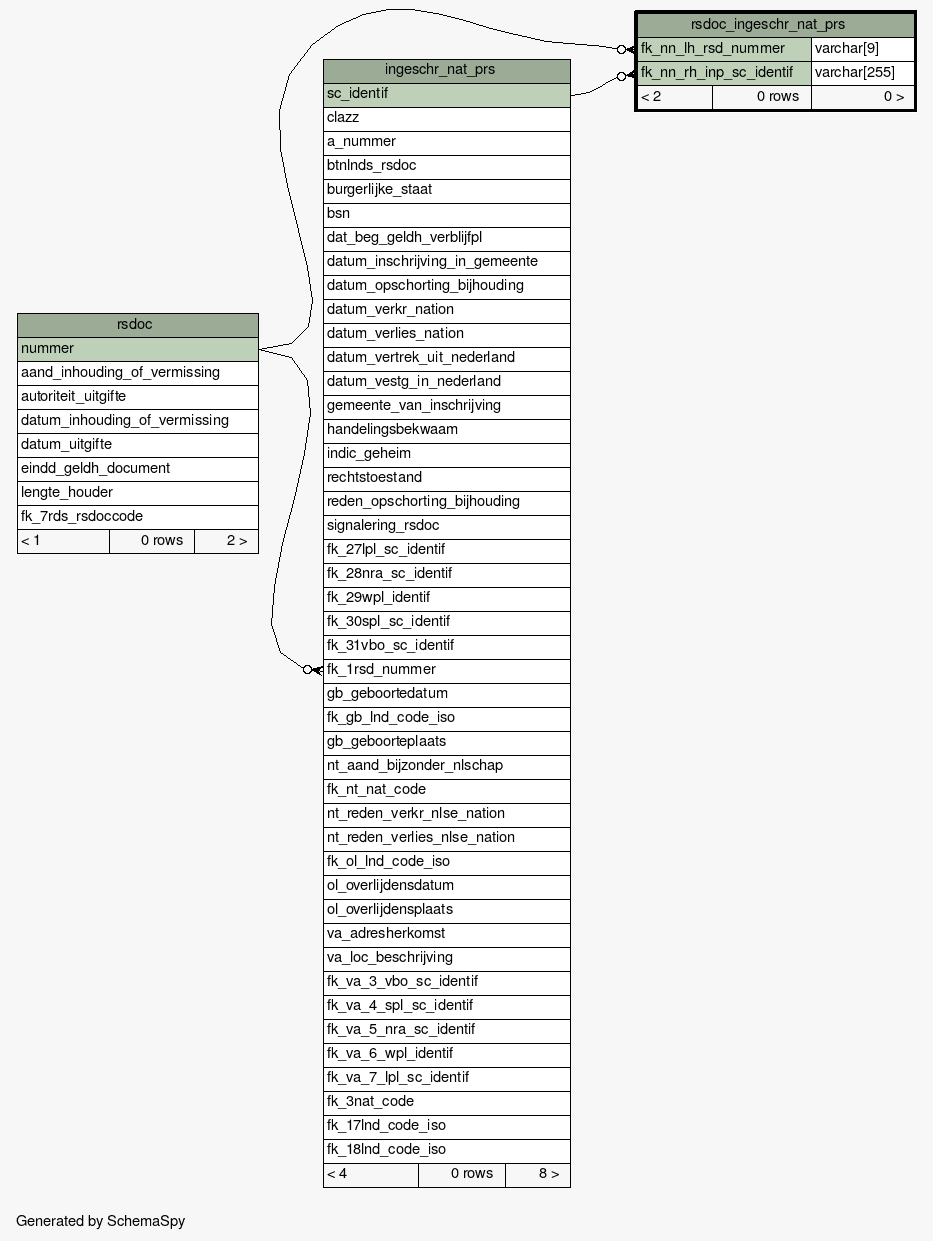 rsdoc_ingeschr_nat_prs
fk_nn_lh_rsd_nummer varchar[9]
fk_nn_rh_inp_sc_identif varchar[255]
< 2 0 rows 0 >
ingeschr_nat_prs
sc_identif
clazz
a_nummer
btnlnds_rsdoc
burgerlijke_staat
bsn
dat_beg_geldh_verblijfpl
datum_inschrijving_in_gemeente
datum_opschorting_bijhouding
datum_verkr_nation
datum_verlies_nation
datum_vertrek_uit_nederland
datum_vestg_in_nederland
gemeente_van_inschrijving
handelingsbekwaam
indic_geheim
rechtstoestand
reden_opschorting_bijhouding
signalering_rsdoc
fk_27lpl_sc_identif
fk_28nra_sc_identif
fk_29wpl_identif
fk_30spl_sc_identif
fk_31vbo_sc_identif
fk_1rsd_nummer
gb_geboortedatum
fk_gb_lnd_code_iso
gb_geboorteplaats
nt_aand_bijzonder_nlschap
fk_nt_nat_code
nt_reden_verkr_nlse_nation
nt_reden_verlies_nlse_nation
fk_ol_lnd_code_iso
ol_overlijdensdatum
ol_overlijdensplaats
va_adresherkomst
va_loc_beschrijving
fk_va_3_vbo_sc_identif
fk_va_4_spl_sc_identif
fk_va_5_nra_sc_identif
fk_va_6_wpl_identif
fk_va_7_lpl_sc_identif
fk_3nat_code
fk_17lnd_code_iso
fk_18lnd_code_iso
< 4 0 rows 8 >
rsdoc
nummer
aand_inhouding_of_vermissing
autoriteit_uitgifte
datum_inhouding_of_vermissing
datum_uitgifte
eindd_geldh_document
lengte_houder
fk_7rds_rsdoccode
< 1 0 rows 2 >
Generated by SchemaSpy